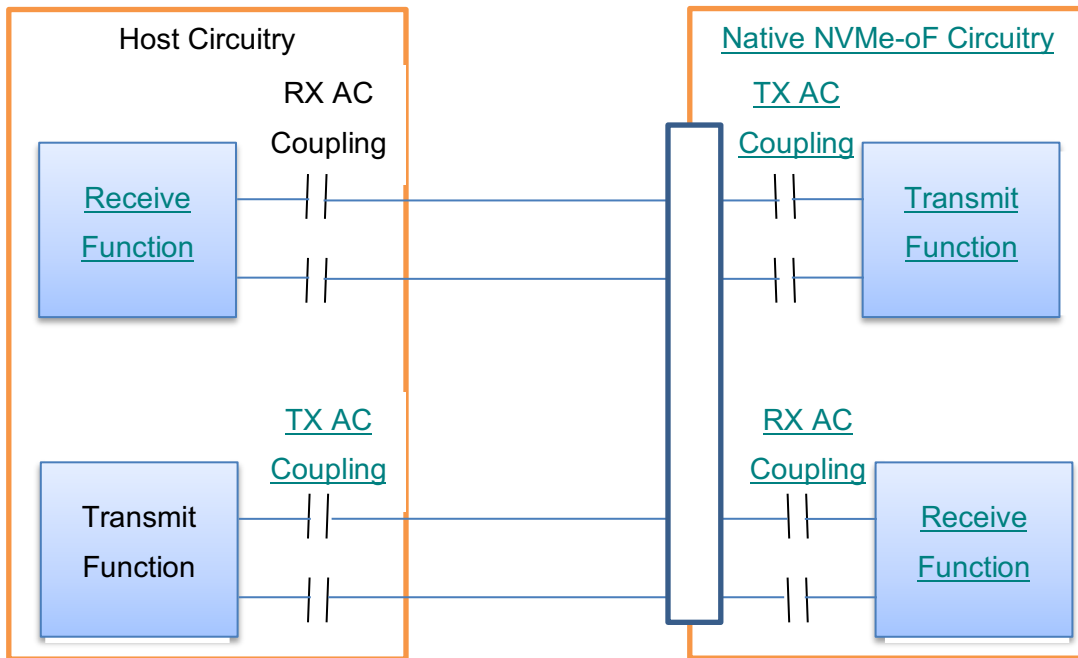 Host Circuitry
Native NVMe-oF Circuitry
RX AC
Coupling
TX AC
Coupling
Receive
Function
Transmit
Function
TX AC
Coupling
RX AC
Coupling
Transmit
Function
Receive
Function